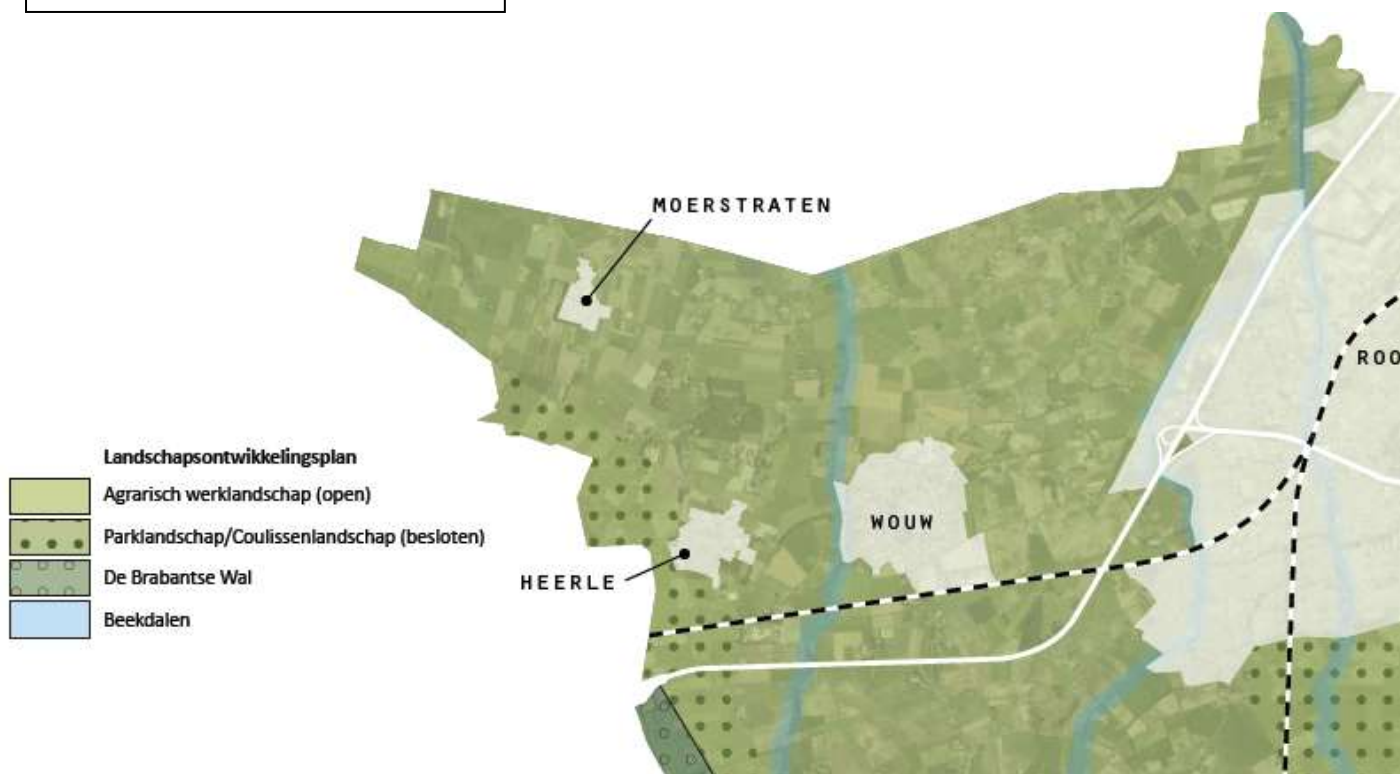 MOERSTRATEN
ROO
Landschapsontwikkelingsplan
Agrarisch werklandschap (open)
Parklandschap/Coulissenlandschap (besloten)
De Brabantse Wal
Beekdalen
WOUW
HEERLE